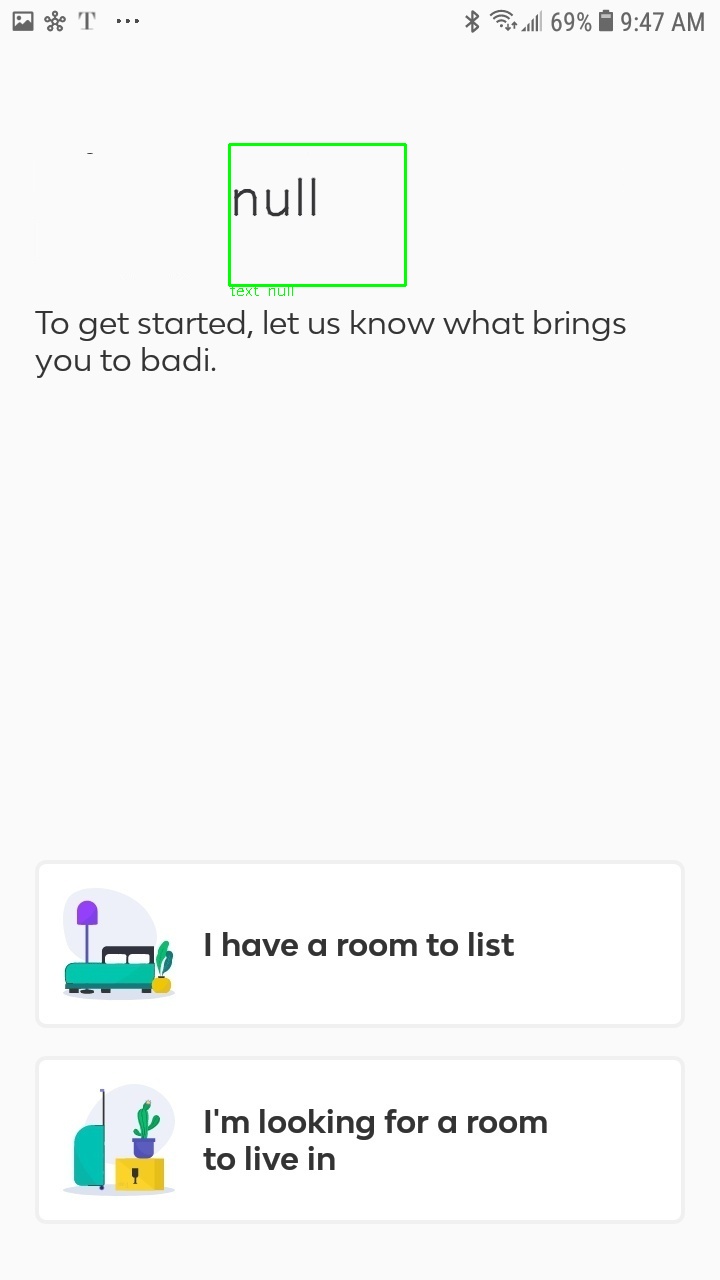 T
69% 9:47 AM
null
text null
To get started, let us know what brings
you to badi.
I have a room to list
I'm looking for a room
to live in